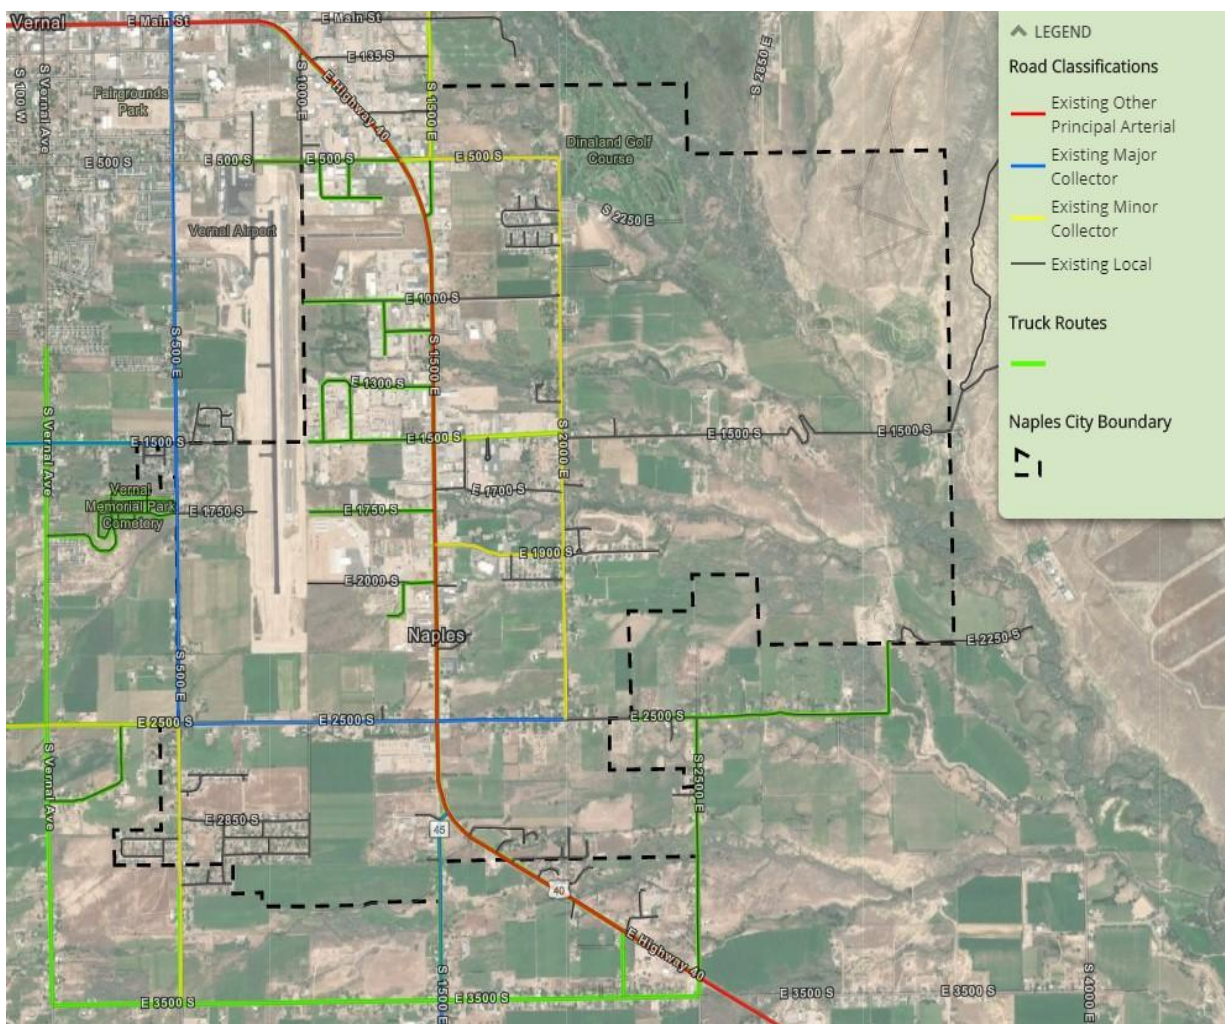 Vernal
E Main St
E Main St
S 2850 E
E 135 S
S 100 W
S Vernal Ave
S 1000 E
E Highway 40
S 1500 E
Fairgrounds
Park
Dinaland Golf
Course
E 500 S
E 500 S
E 500 S
E 500 S
S 2250 E
Vernal Airport
E 1000 S
S 500 E
S 1500 E
E 1300 S
S Vernal Ave
E 1500 S
E 1500 S
S 2000 E
E 1500 S
E 1500 S
Vernal
Memorial Park
Cemetery
E 1700 S
E 1750 S
E 1750 S
E 1900 S
E 2000 S
Naples
E 2250 S
S 500 E
E 2500 S
E 2500 S
E 2500 S
S Vernal Ave
S 2500 E
E 2850 S
45
40
E Highway 40
S 1500 E
E 3500 S
E 3500 S
E 3500 S
E 3500 S
S 4000 E
LEGEND
Road Classifications
Existing Other
Principal Arterial
Existing Major
Collector
Existing Minor
Collector
Existing Local
Truck Routes
Naples City Boundary